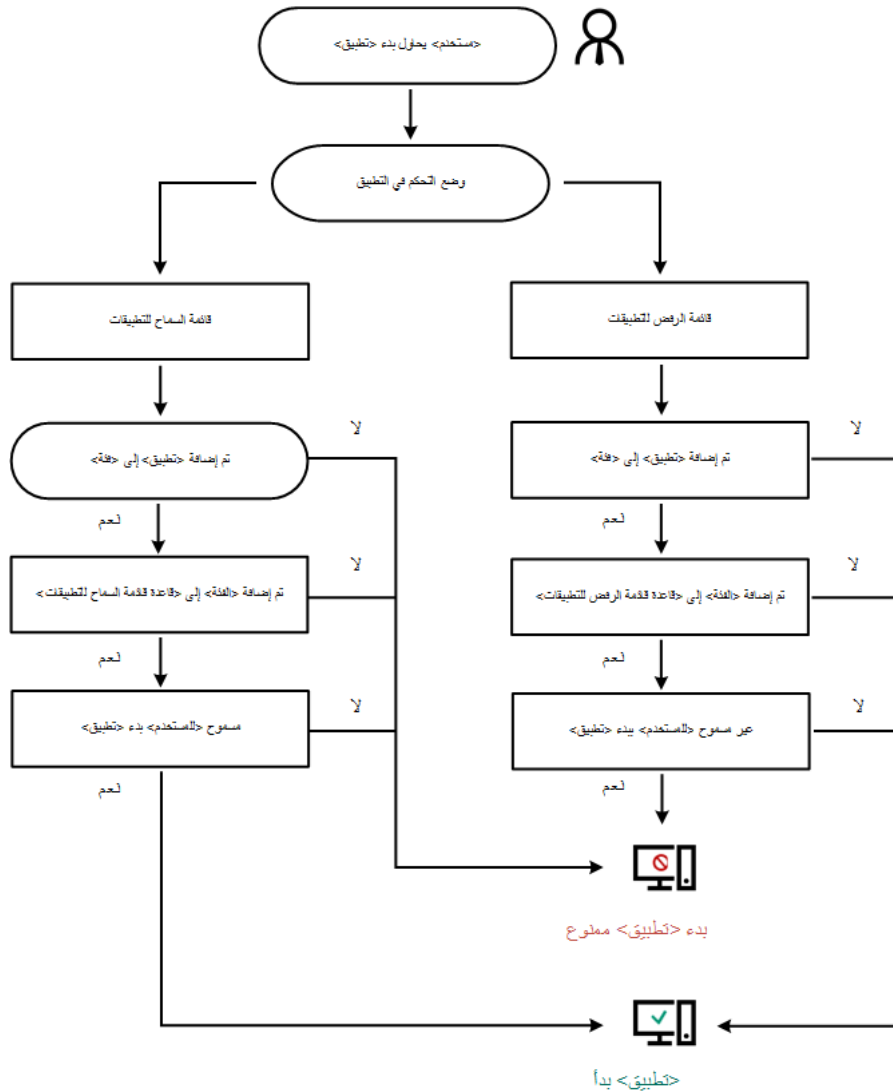 <مستخدم> يحاول بدء <تطبيق>
وضع التحكم في التطبيق
قائمة الرفض للتطبيقات
قائمة السماح للتطبيقات
تم إضافة <تطبيق> إلى <فئة>
لا
تم إضافة <تطبيق> إلى <فئة>
لا
نعم
نعم
تم إضافة <الفئة> إلى <قاعدة قائمة الرفض للتطبيقات>
لا
تم إضافة <الفئة> إلى <قاعدة قائمة السماح للتطبيقات>
لا
نعم
نعم
غير مسموح <للمستخدم> ببدء <تطبيق>
لا
مسموح <للمستخدم> بدء <تطبيق>
لا
نعم
نعم
بدء <تطبيق> ممنوع
<تطبيق> بدأ